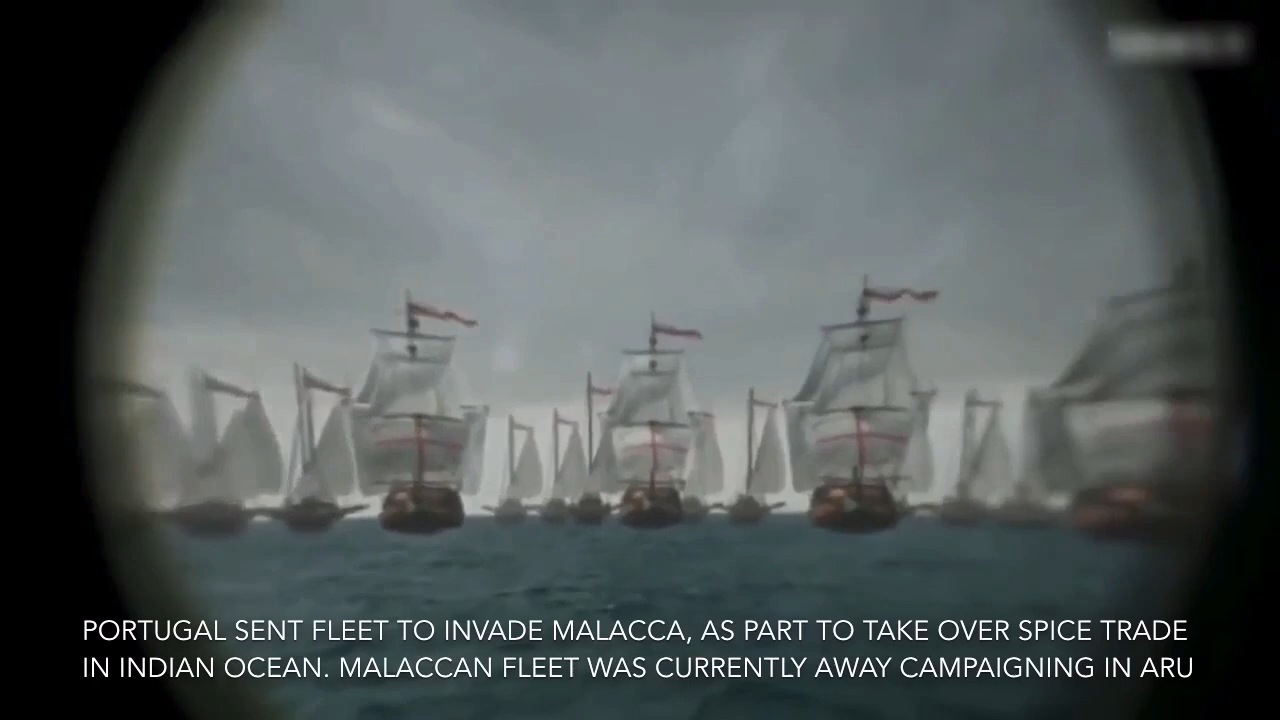 PORTUGAL SENT FLEET TO INVADE MALACCA, AS PART TO TAKE OVER SPICE TRADE
IN INDIAN OCEAN. MALACCAN FLEET WAS CURRENTLY AWAY CAMPAIGNING IN ARU